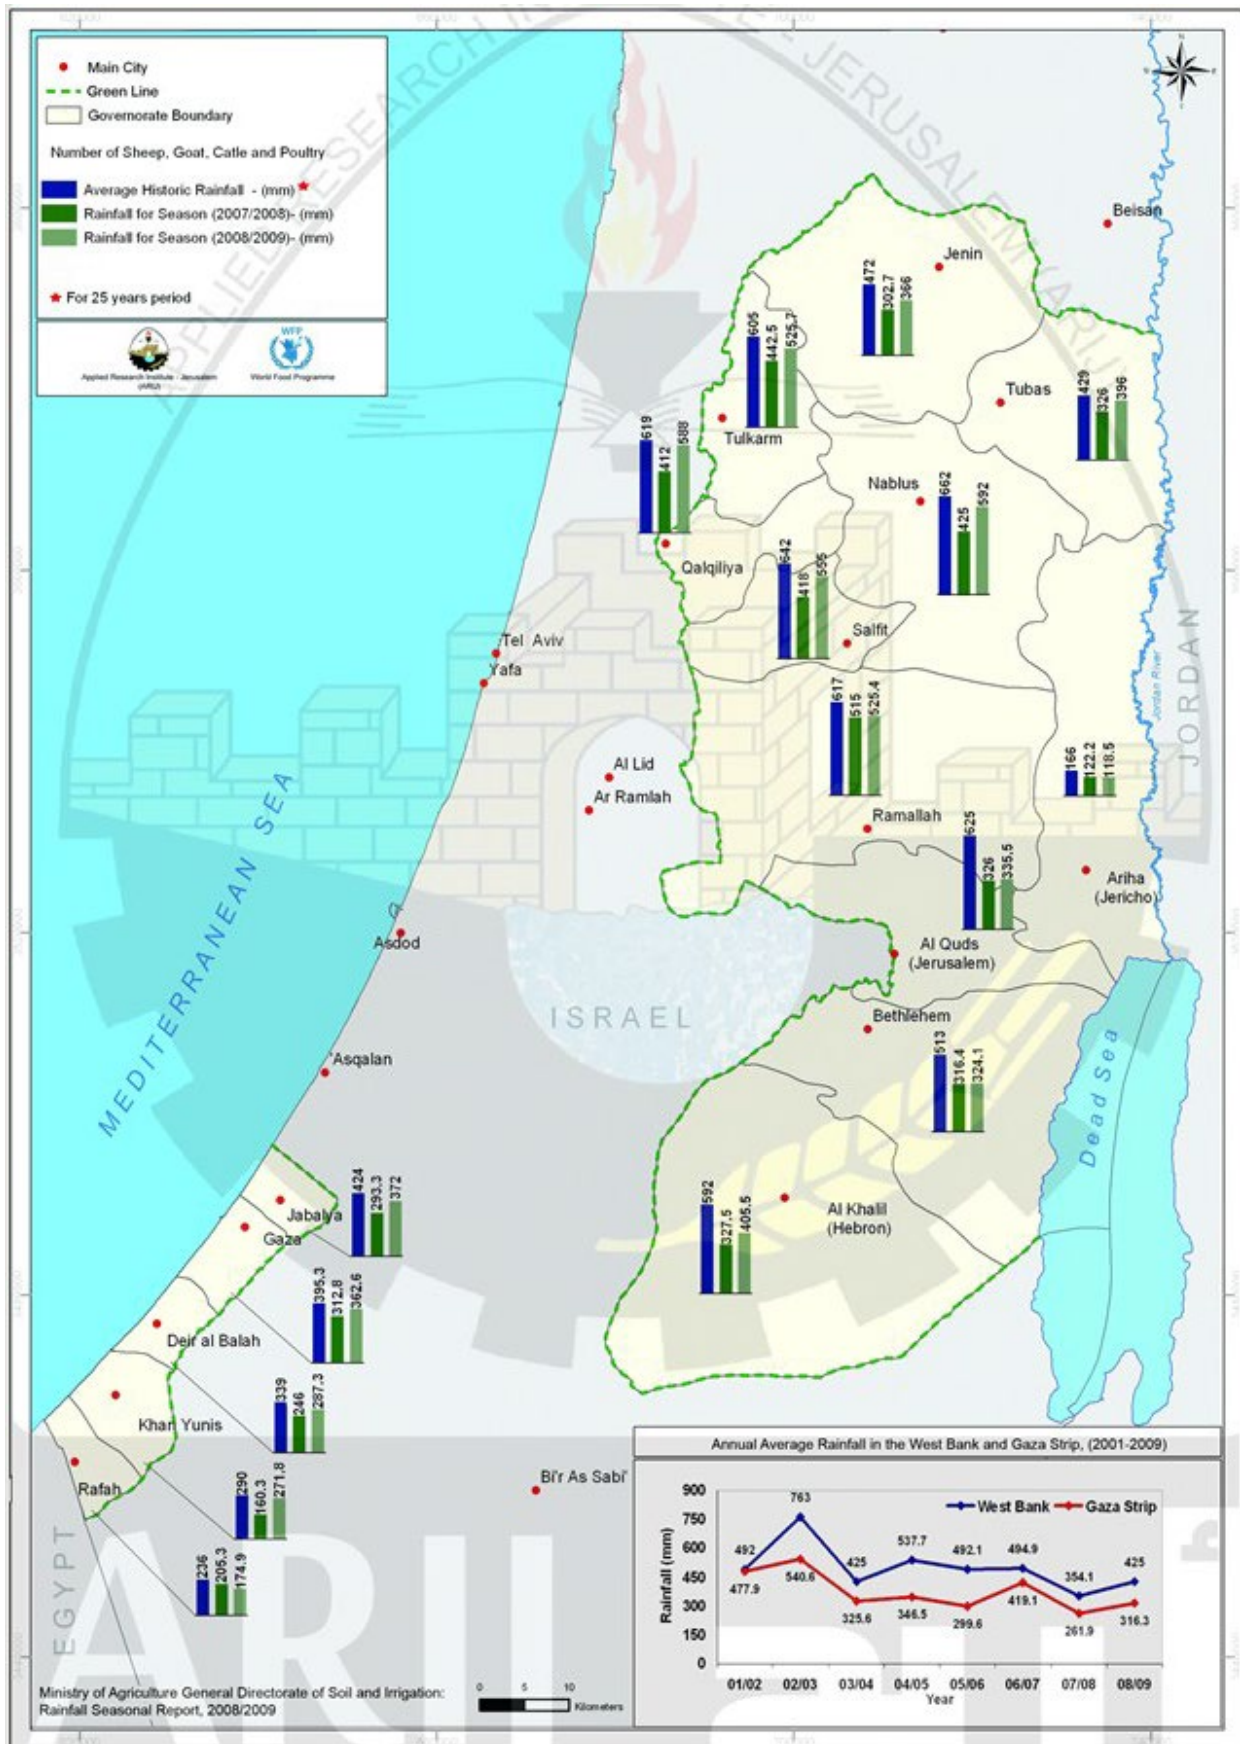 Main City
Green Line
Governorate Boundary
Number of Sheep, Goat, Catle and Poultry
Average Historic Rainfall - (mm)
Rainfall for Season (2007/2008)- (mm)
Rainfall for Season (2008/2009)- (mm)
For 25 years period
WFP
Applied Research Institute - Jerusalem
(ARIJ)
World Food Programme
APPLIED RESEARCH INSTITUTE - JERUSALEM (ARIJ)
Beisan
Jenin
472
302.7
366
605
442.5
525.7
Tulkarm
Tubas
429
326
396
619
412
588
Qalqiliya
Nablus
662
425
592
642
418
555
Salfit
Tel Aviv
Yafa
617
515
525.4
Ramallah
Al Lid
Ar Ramlah
166
122.2
118.5
Ariha
(Jericho)
625
326
335.5
Al Quds
(Jerusalem)
Jordan River
JORDAN
MEDITERRANEAN SEA
Asdod
ISRAEL
Bethlehem
513
316.4
324.1
Dead Sea
'Asqalan
592
327.5
405.5
Al Khalil
(Hebron)
Jabalya
Gaza
424
293.3
372
395.3
312.8
362.6
Deir al Balah
339
246
287.3
Khan Yunis
290
160.3
271.8
Rafah
236
205.3
174.9
EGYPT
Bi'r As Sabi'
ARIJ
Annual Average Rainfall in the West Bank and Gaza Strip, (2001-2009)
West Bank
Gaza Strip
Rainfall (mm)
900
750
600
450
300
150
0
492
763
425
537.7
492.1
494.9
354.1
425
477.9
540.6
325.6
346.5
299.6
419.1
261.9
316.3
01/02 02/03 03/04 04/05 05/06 06/07 07/08 08/09
Year
Ministry of Agriculture General Directorate of Soil and Irrigation:
Rainfall Seasonal Report, 2008/2009
0 5 10
Kilometers